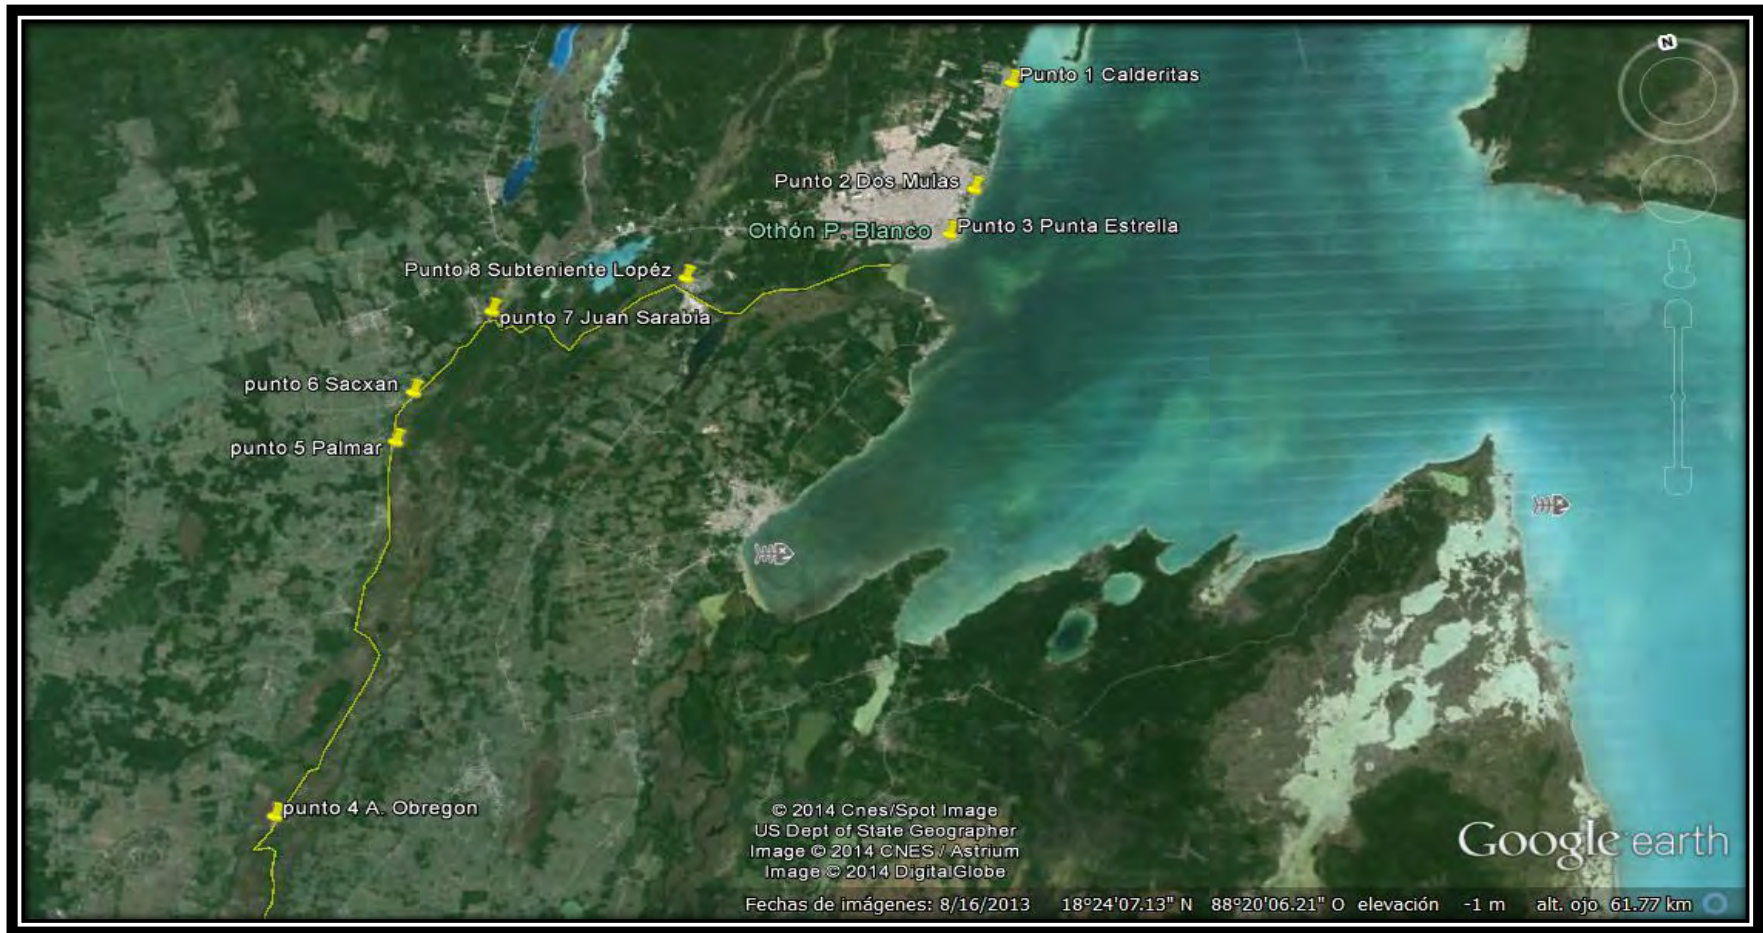 N
Punto 1 Calderitas
Punto 2 Dos Mulas
Punto 3 Punta Estrella
Othón P. Blanco
Punto 8 Subteniente Lopéz
punto 7 Juan Sarabia
punto 6 Sacxan
punto 5 Palmar
punto 4 A. Obregon
© 2014 Cnes/Spot Image
US Dept of State Geographer
Image © 2014 CNES / Astrium
Image © 2014 DigitalGlobe
Google earth
Fechas de imágenes: 8/16/2013 18°24'07.13" N 88°20'06.21" O elevación -1 m alt. ojo 61.77 km